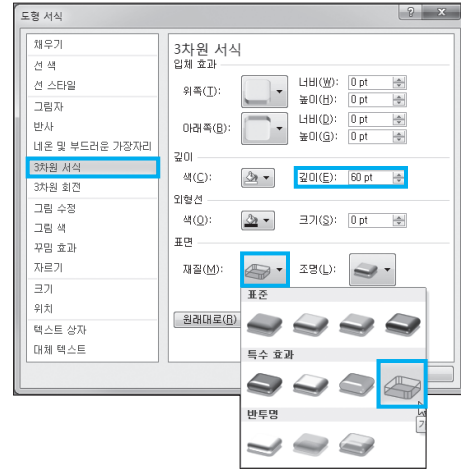 도형 서식
채우기
선 색
선 스타일
그림자
반사
네온 및 부드러운 가장자리
3차원 서식
3차원 회전
그림 수정
그림 색
꾸밈 효과
자르기
크기
위치
텍스트 상자
대체 텍스트
3차원 서식
입체 효과
위쪽(T):
너비(W): 0 pt
높이(H): 0 pt
아래쪽(B):
너비(D): 0 pt
높이(G): 0 pt
깊이
색(C): 깊이(E): 60 pt
외형선
색(O): 크기(S): 0 pt
표면
재질(M): 조명(L):
원래대로(R)
표준
특수 효과
반투명